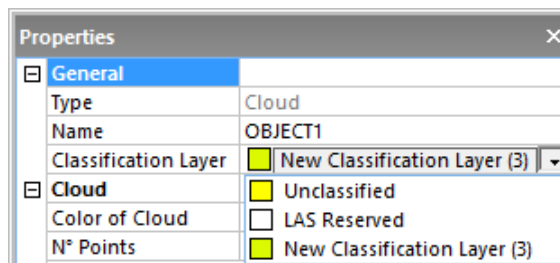 Properties
General
Type Cloud
Name OBJECT1
Classification Layer New Classification Layer (3)
Cloud Unclassified
Color of Cloud LAS Reserved
N° Points New Classification Layer (3)